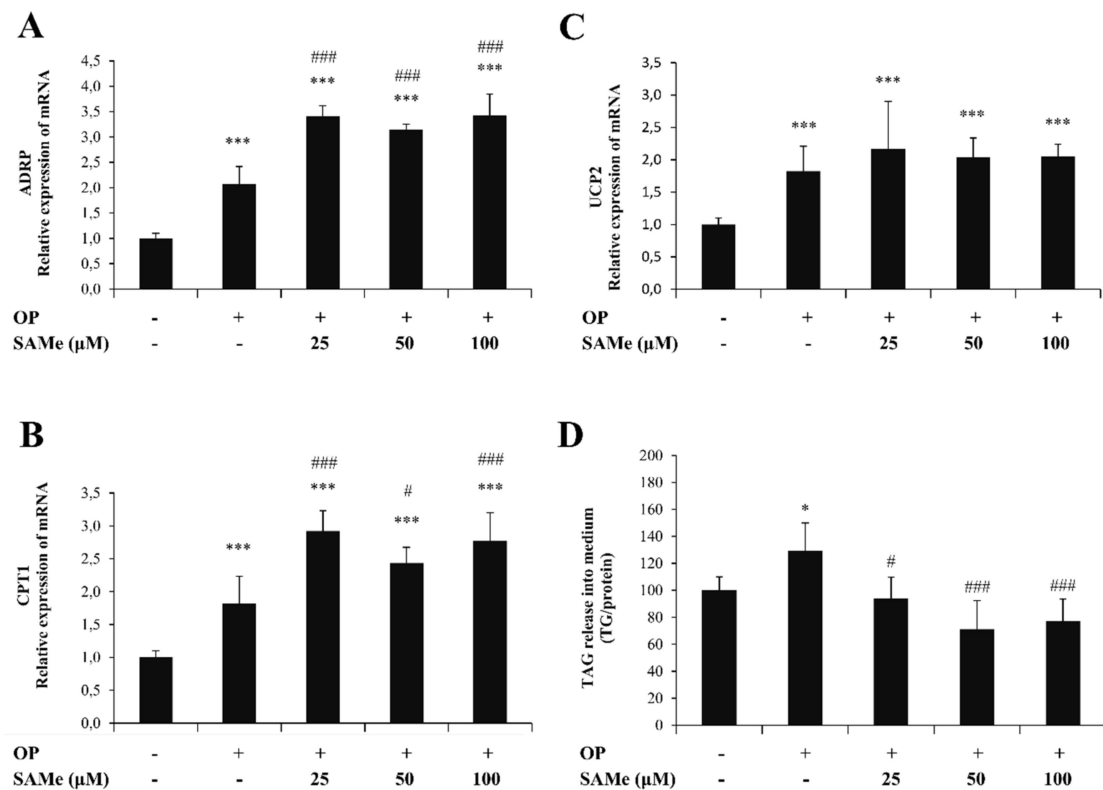 A
ADRP
Relative expression of mRNA
4,5
4,0
3,5
3,0
2,5
2,0
1,5
1,0
0,5
0,0
***
###
***
###
***
###
***
OP - + + + +
SAMe (µM) - - 25 50 100
C
UCP2
Relative expression of mRNA
3,5
3,0
2,5
2,0
1,5
1,0
0,5
0,0
***
***
***
***
OP - + + + +
SAMe (µM) - - 25 50 100
B
CPT1
Relative expression of mRNA
3,5
3,0
2,5
2,0
1,5
1,0
0,5
0,0
***
###
***
#
***
###
***
OP - + + + +
SAMe (µM) - - 25 50 100
D
TAG release into medium
(TG/protein)
200
180
160
140
120
100
80
60
40
20
0
*
#
###
###
OP - + + + +
SAMe (µM) - - 25 50 100